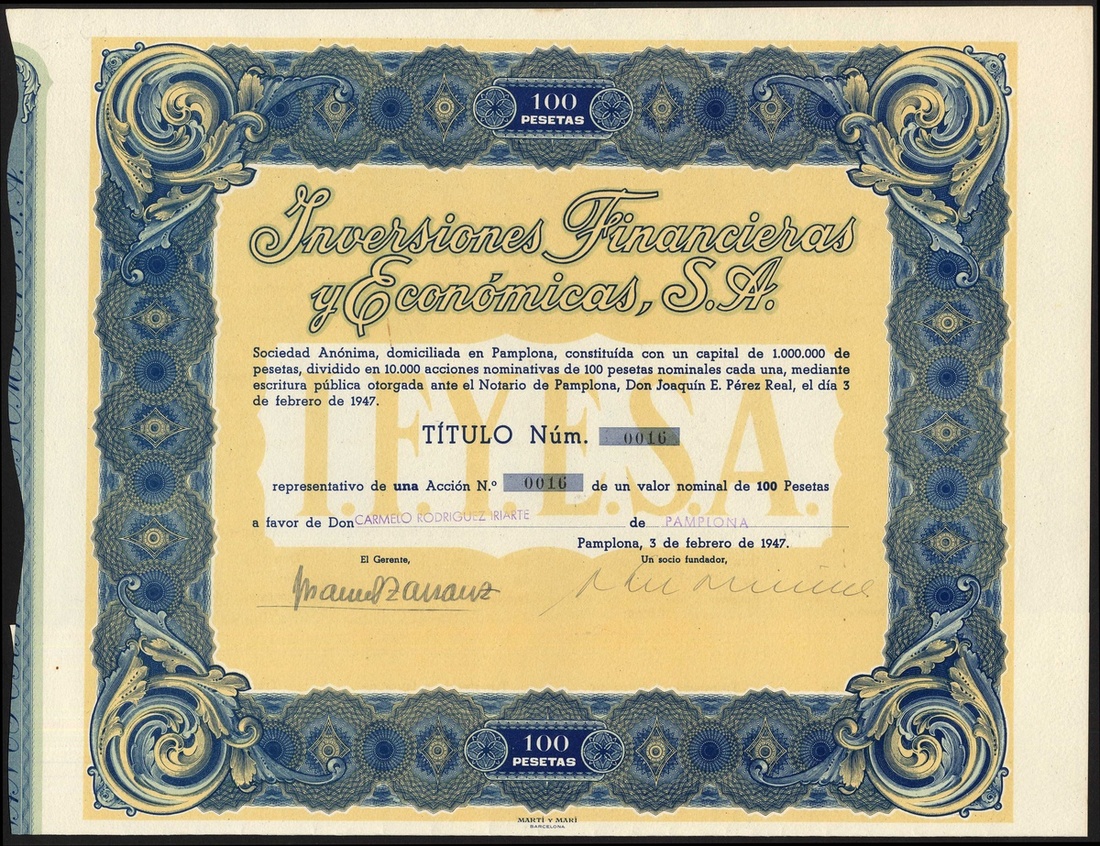 100
PESETAS
Inversiones Financieras
y Económicas, S.A.
Sociedad Anónima, domiciliada en Pamplona, constituída con un capital de 1.000.000 de
pesetas, dividido en 10.000 acciones nominativas de 100 pesetas nominales cada una, mediante
escritura pública otorgada ante el Notario de Pamplona, Don Joaquín E. Pérez Real, el día 3
de febrero de 1947.
I.F.Y.E.S.A.
TÍTULO Núm. 0016
representativo de una Acción N.º 0016 de un valor nominal de 100 Pesetas
a favor de Don CARMELO RODRIGUEZ IRIARTE de PAMPLONA
Pamplona, 3 de febrero de 1947.
El Gerente, Un socio fundador,
100
PESETAS
MARTÍ Y MARÍ
BARCELONA